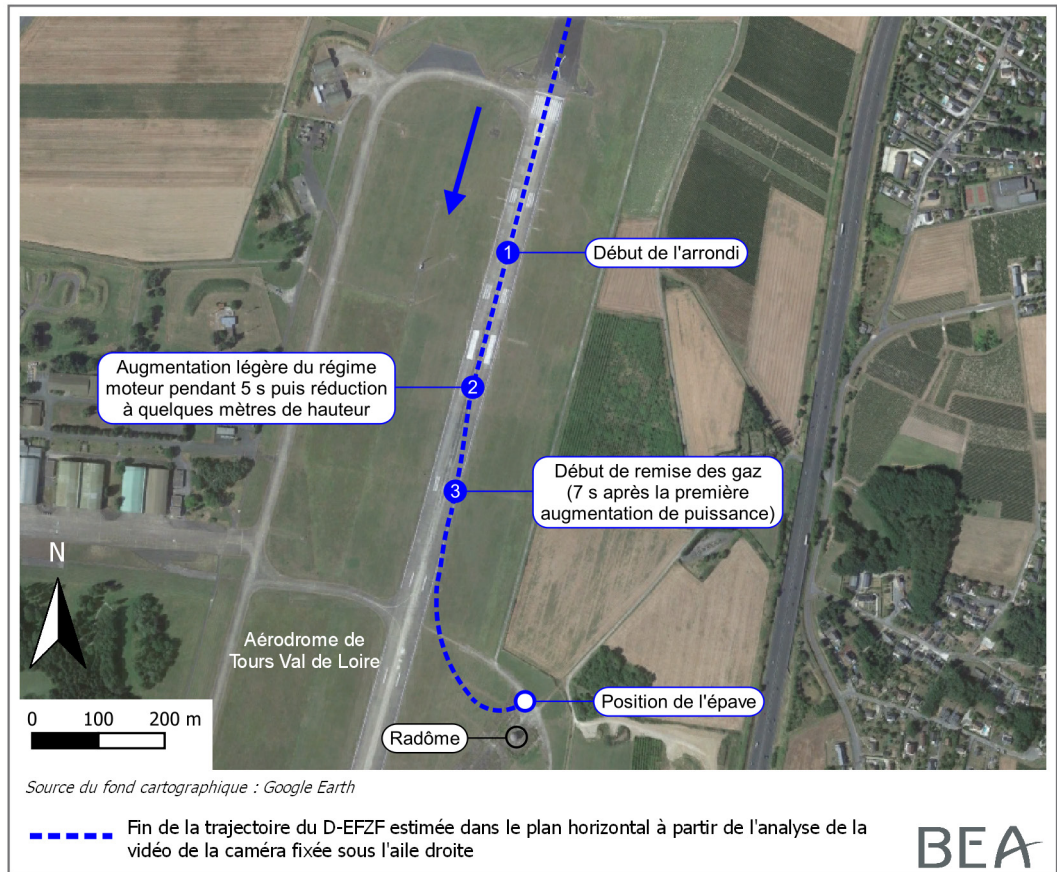 1
Début de l'arrondi
Augmentation légère du régime
moteur pendant 5 s puis réduction
à quelques mètres de hauteur
2
3
Début de remise des gaz
(7 s après la première
augmentation de puissance)
N
Aérodrome de
Tours Val de Loire
Position de l'épave
Radôme
0 100 200 m
Source du fond cartographique : Google Earth
Fin de la trajectoire du D-EFZF estimée dans le plan horizontal à partir de l'analyse de la
vidéo de la caméra fixée sous l'aile droite
BEA